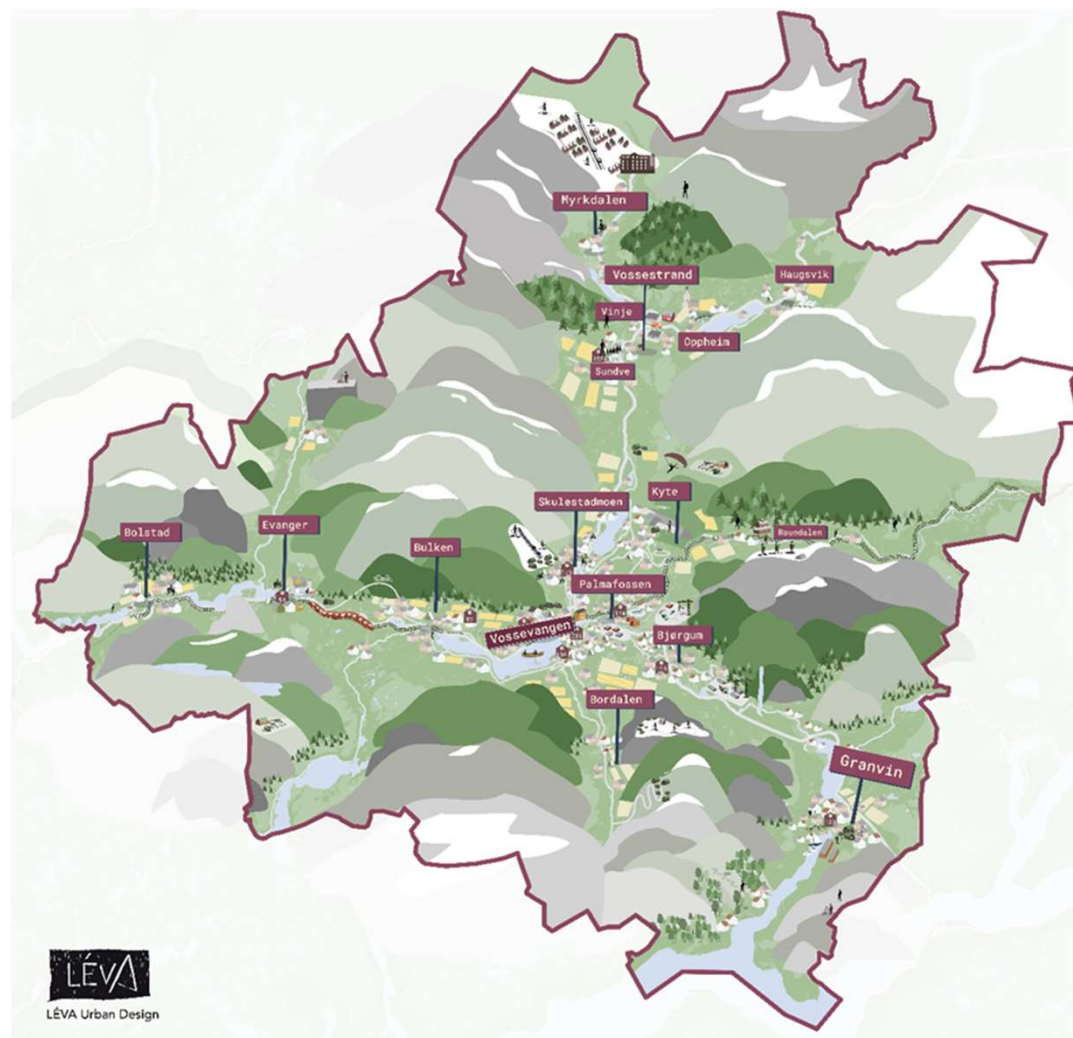 Myrkdalen
Vossestrand
Haugsvik
Vinje
Oppheim
Sundve
Skulestadmoen
Kyte
Bolstad
Evanger
Raundalen
Bulken
Palmafossen
Vossevangen
Bjørgum
Bordalen
Granvin
LÉVA
LÉVA Urban Design